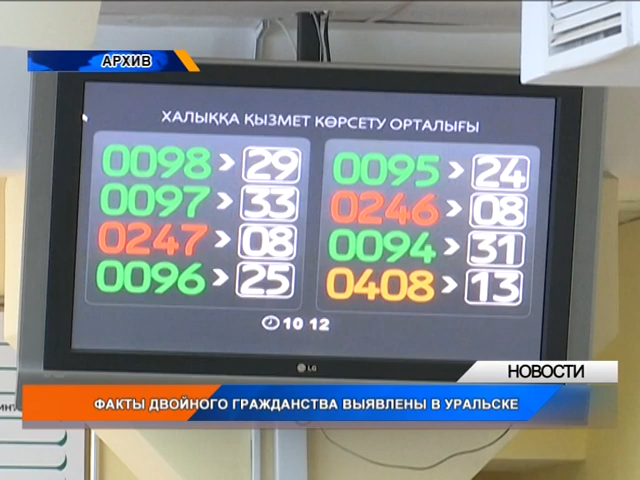 АРХИВ
ХАЛЫҚҚА ҚЫЗМЕТ КӨРСЕТУ ОРТАЛЫҒЫ
0098 > 29
0097 > 33
0247 > 08
0096 > 25
0095 > 24
0246 > 08
0094 > 31
0408 > 13
10 12
LG
НОВОСТИ
ФАКТЫ ДВОЙНОГО ГРАЖДАНСТВА ВЫЯВЛЕНЫ В УРАЛЬСКЕ